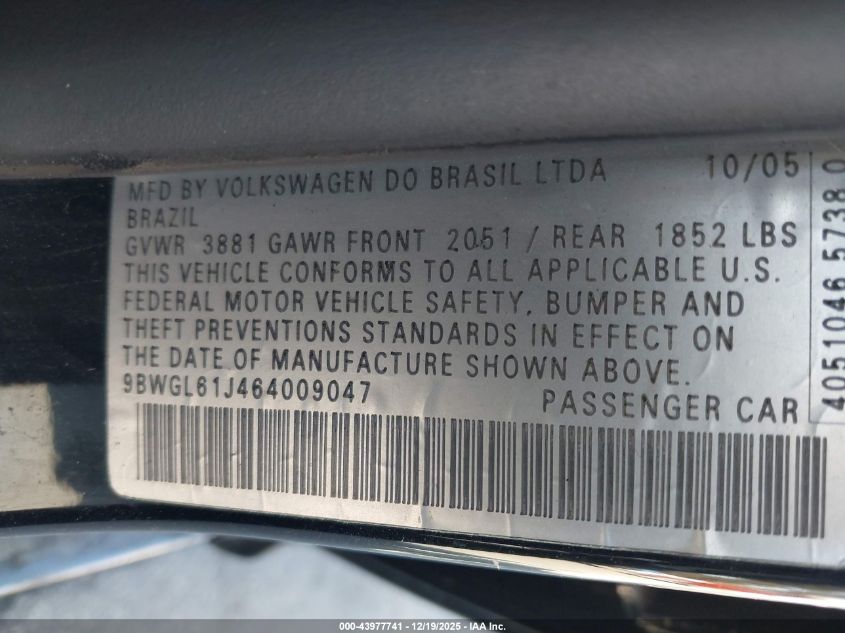 MFD BY VOLKSWAGEN DO BRASIL LTDA 10/05
BRAZIL
GVWR 3881 GAWR FRONT 2051 / REAR 1852 LBS
THIS VEHICLE CONFORMS TO ALL APPLICABLE U.S.
FEDERAL MOTOR VEHICLE SAFETY, BUMPER AND
THEFT PREVENTIONS STANDARDS IN EFFECT ON
THE DATE OF MANUFACTURE SHOWN ABOVE.
9BWGL61J464009047 PASSENGER CAR
4051046 5738 0
000-43977741 - 12/19/2025 - IAA Inc.